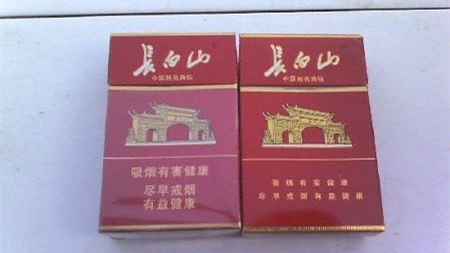 長白山
中国驰名商标
吸烟有害健康
尽早戒烟
有益健康
長白山
中国驰名商标
吸烟有害健康
尽早戒烟有益健康